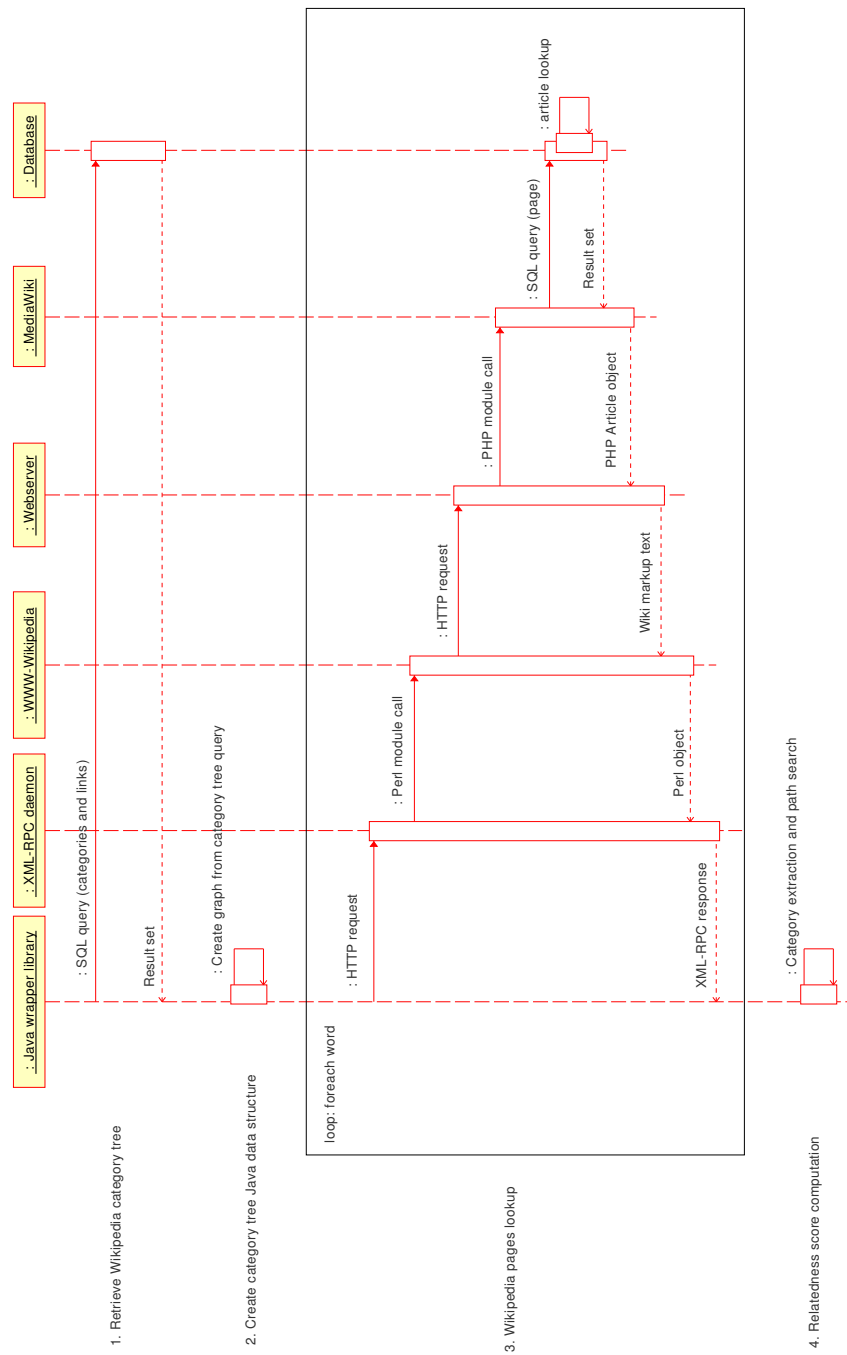 : Java wrapper library
: XML-RPC daemon
: WWW-Wikipedia
: Webserver
: MediaWiki
: Database
1. Retrieve Wikipedia category tree
: SQL query (categories and links)
Result set
2. Create category tree Java data structure
: Create graph from category tree query
loop: foreach word
3. Wikipedia pages lookup
: HTTP request
: Perl module call
: HTTP request
: PHP module call
: SQL query (page)
: article lookup
Result set
PHP Article object
Wiki markup text
Perl object
XML-RPC response
4. Relatedness score computation
: Category extraction and path search